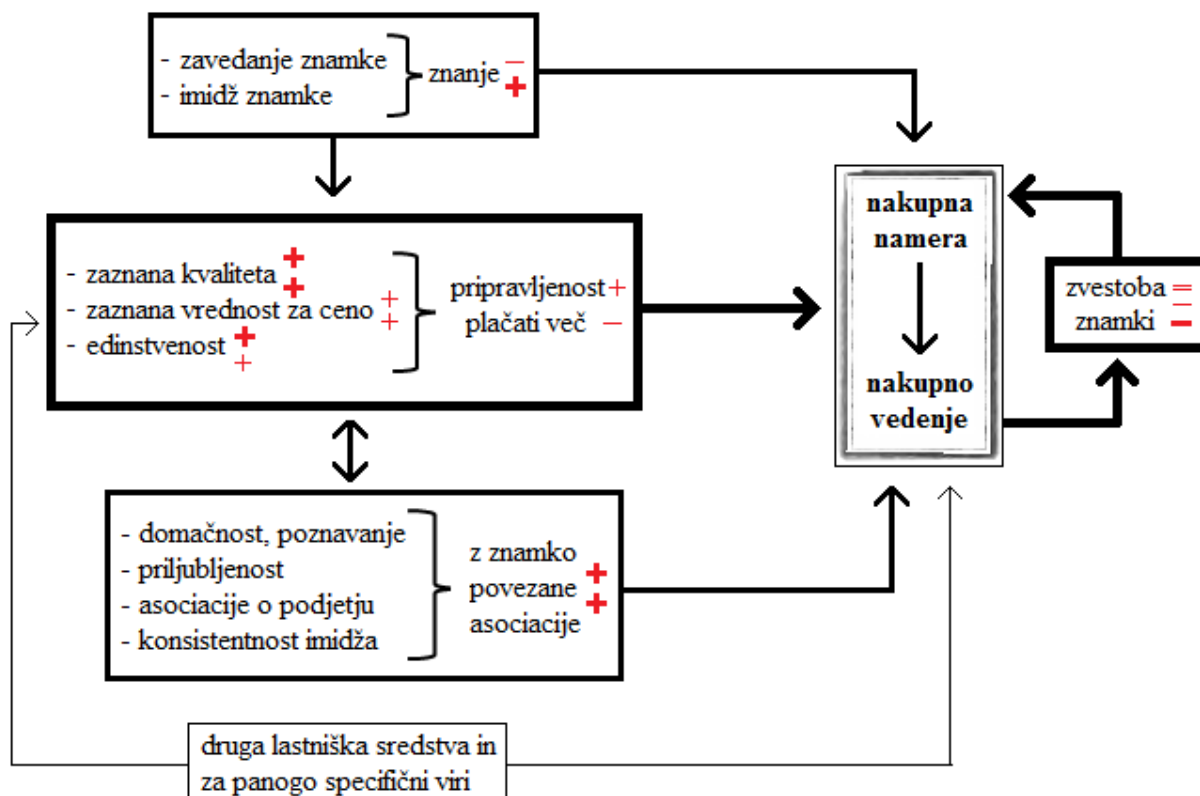 - zavedanje znamke
- imidž znamke
znanje
–
+
- zaznana kvaliteta + +
- zaznana vrednost za ceno + +
- edinstvenost + +
pripravljenost +
plačati več –
nakupna
namera
nakupno
vedenje
zvestoba =
znamki – –
- domačnost, poznavanje
- priljubljenost
- asociacije o podjetju
- konsistentnost imidža
z znamko
povezane + +
asociacije
druga lastniška sredstva in
za panogo specifični viri